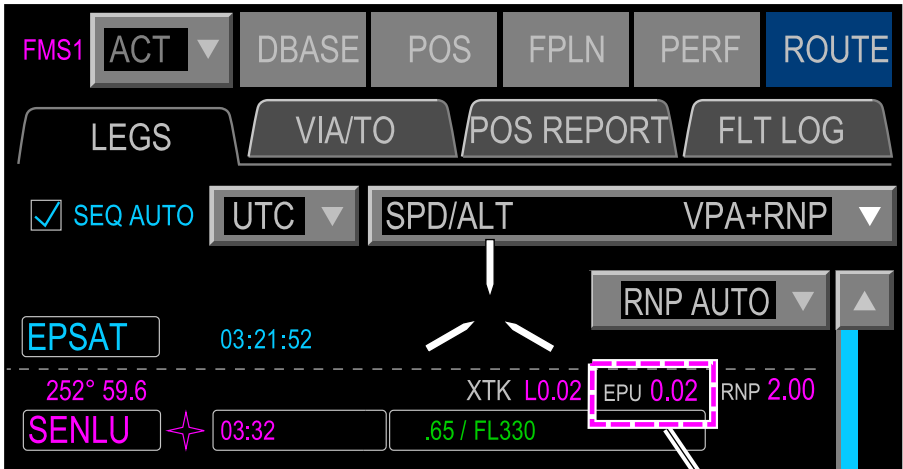 FMS1 ACT DBASE POS FPLN PERF ROUTE
LEGS VIA/TO POS REPORT FLT LOG
SEQ AUTO UTC SPD/ALT VPA+RNP
RNP AUTO
EPSAT 03:21:52
252° 59.6 XTK L0.02 EPU 0.02 RNP 2.00
SENLU 03:32 .65 / FL330